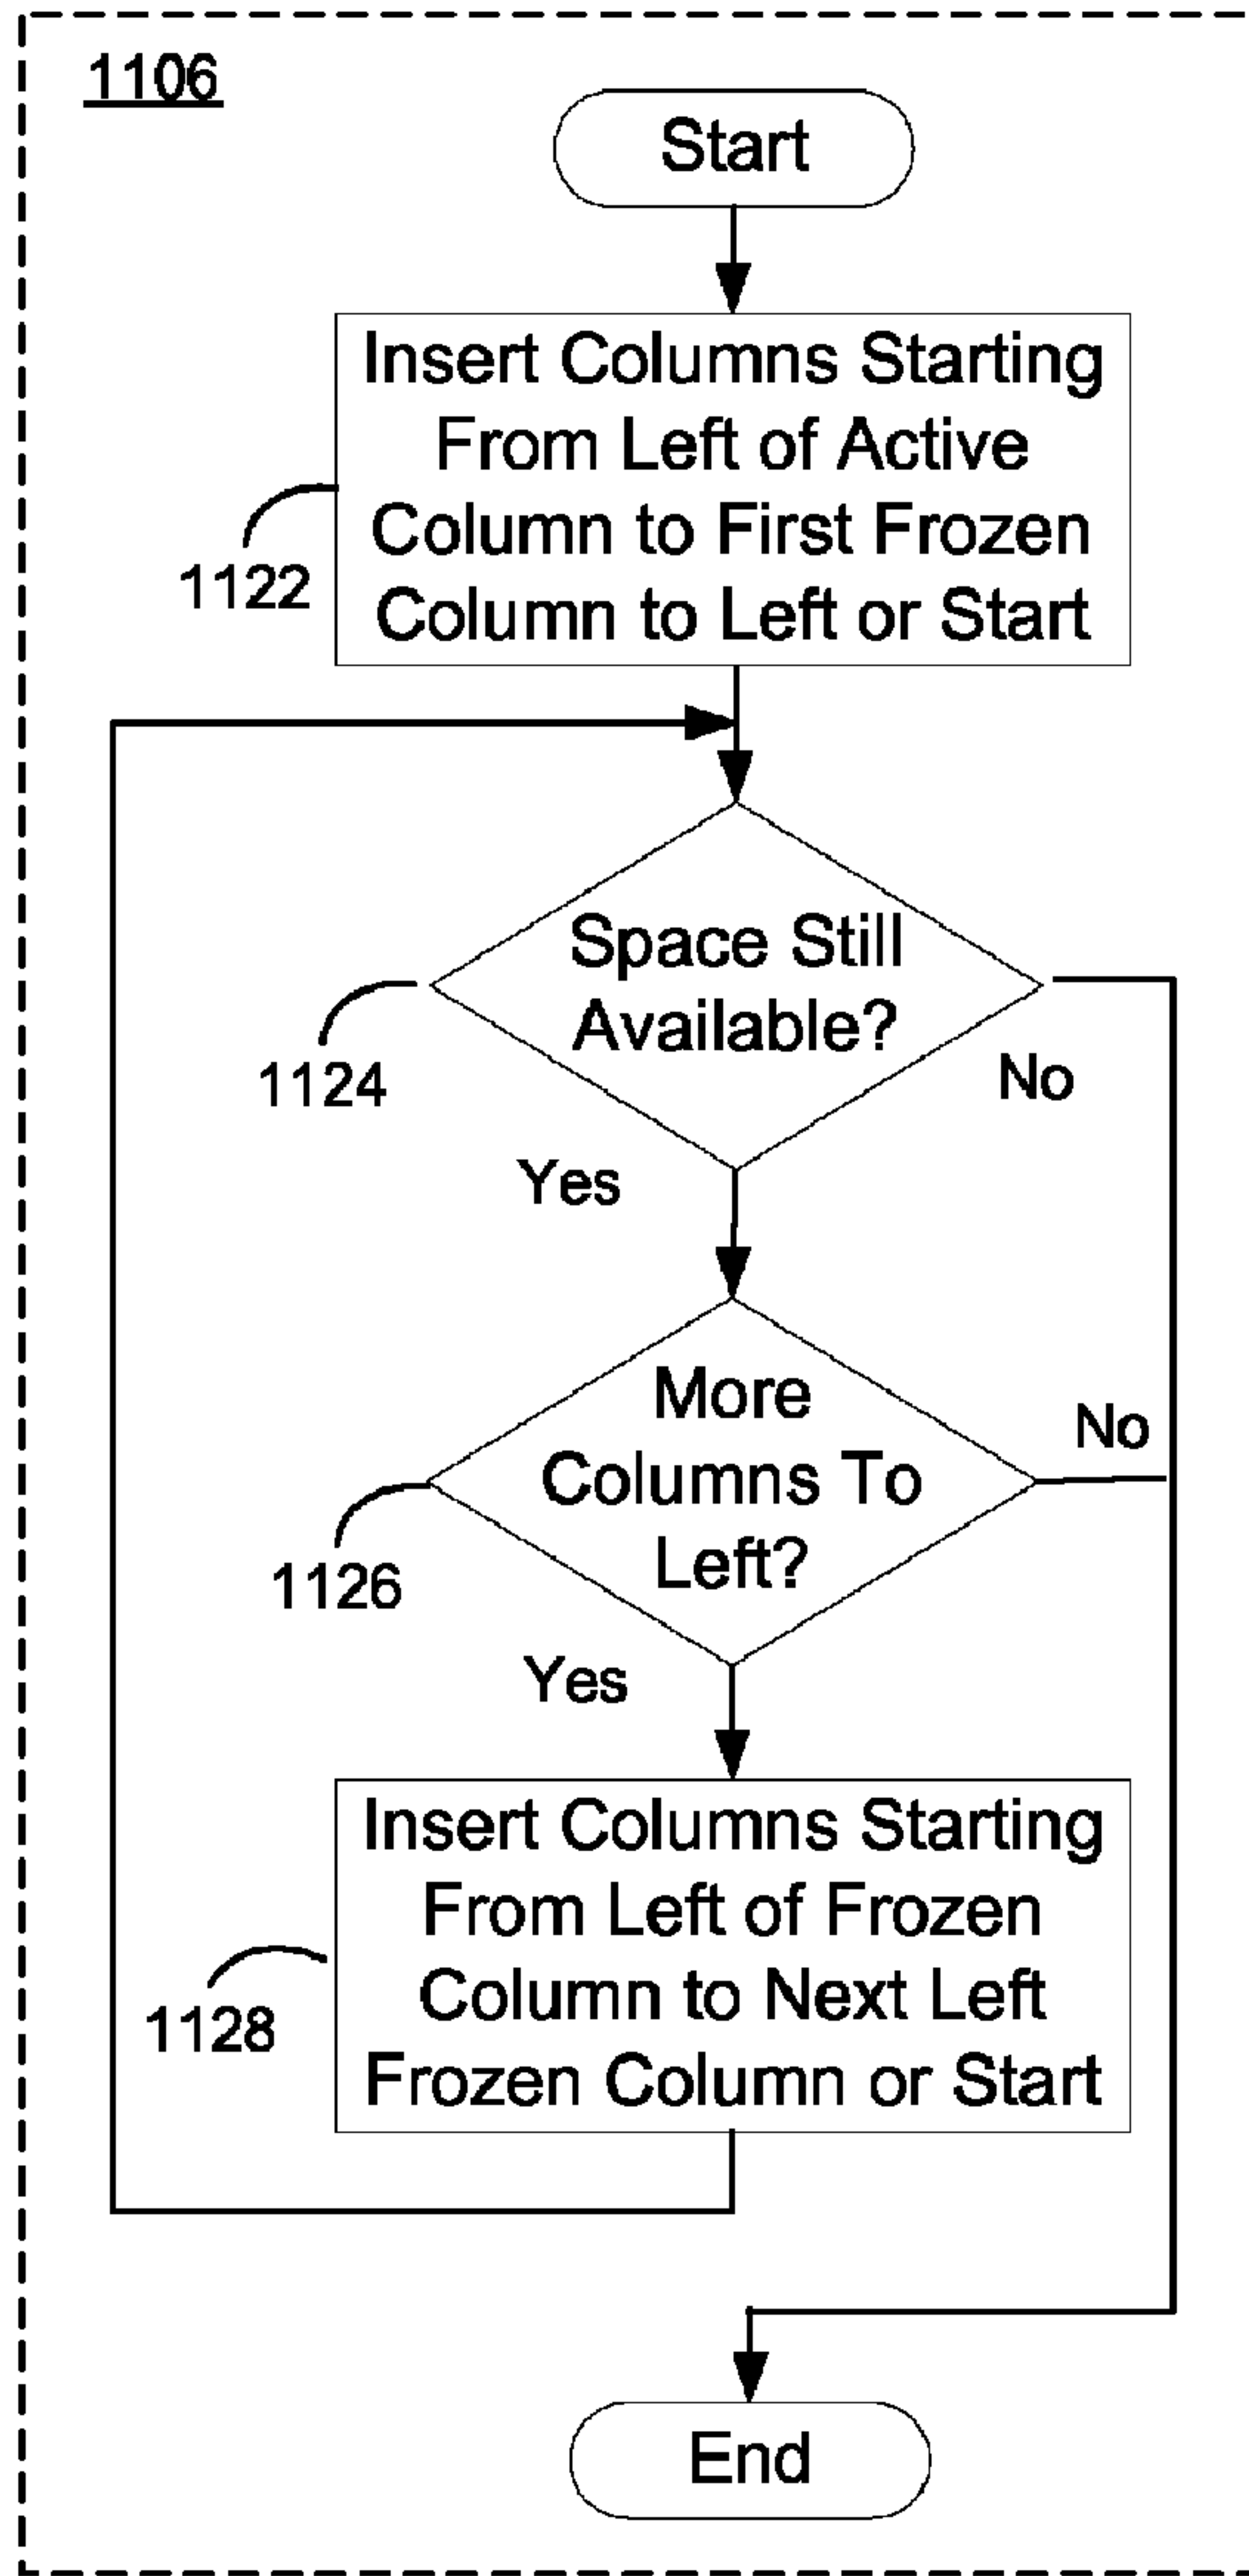 1106
Start
Insert Columns Starting
From Left of Active
Column to First Frozen
Column to Left or Start
1122
Space Still
Available?
1124
No
Yes
More
Columns To
Left?
No
1126
Yes
Insert Columns Starting
From Left of Frozen
Column to Next Left
Frozen Column or Start
1128
End